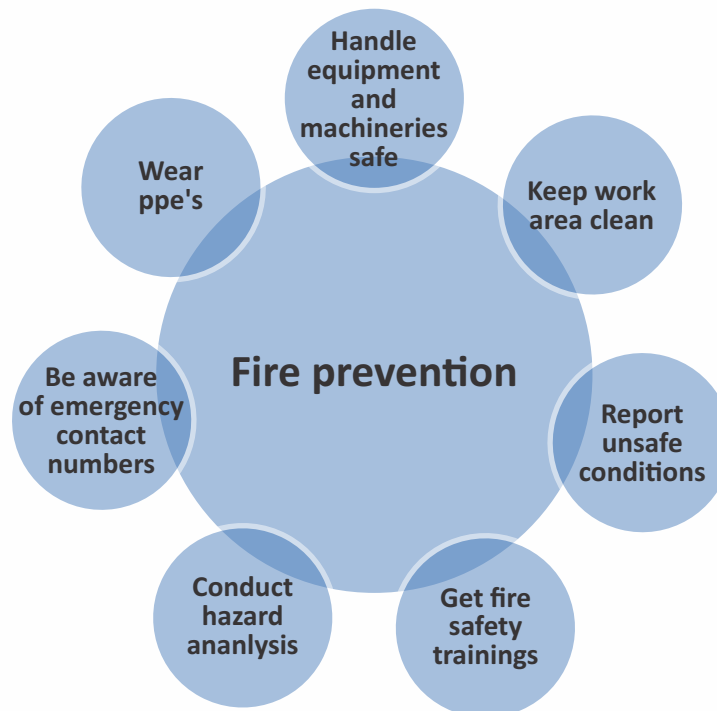 Handle
equipment
and
machineries
safe
Keep work
area clean
Report
unsafe
conditions
Get fire
safety
trainings
Conduct
hazard
ananlysis
Be aware
of emergency
contact
numbers
Wear
ppe's
Fire prevention